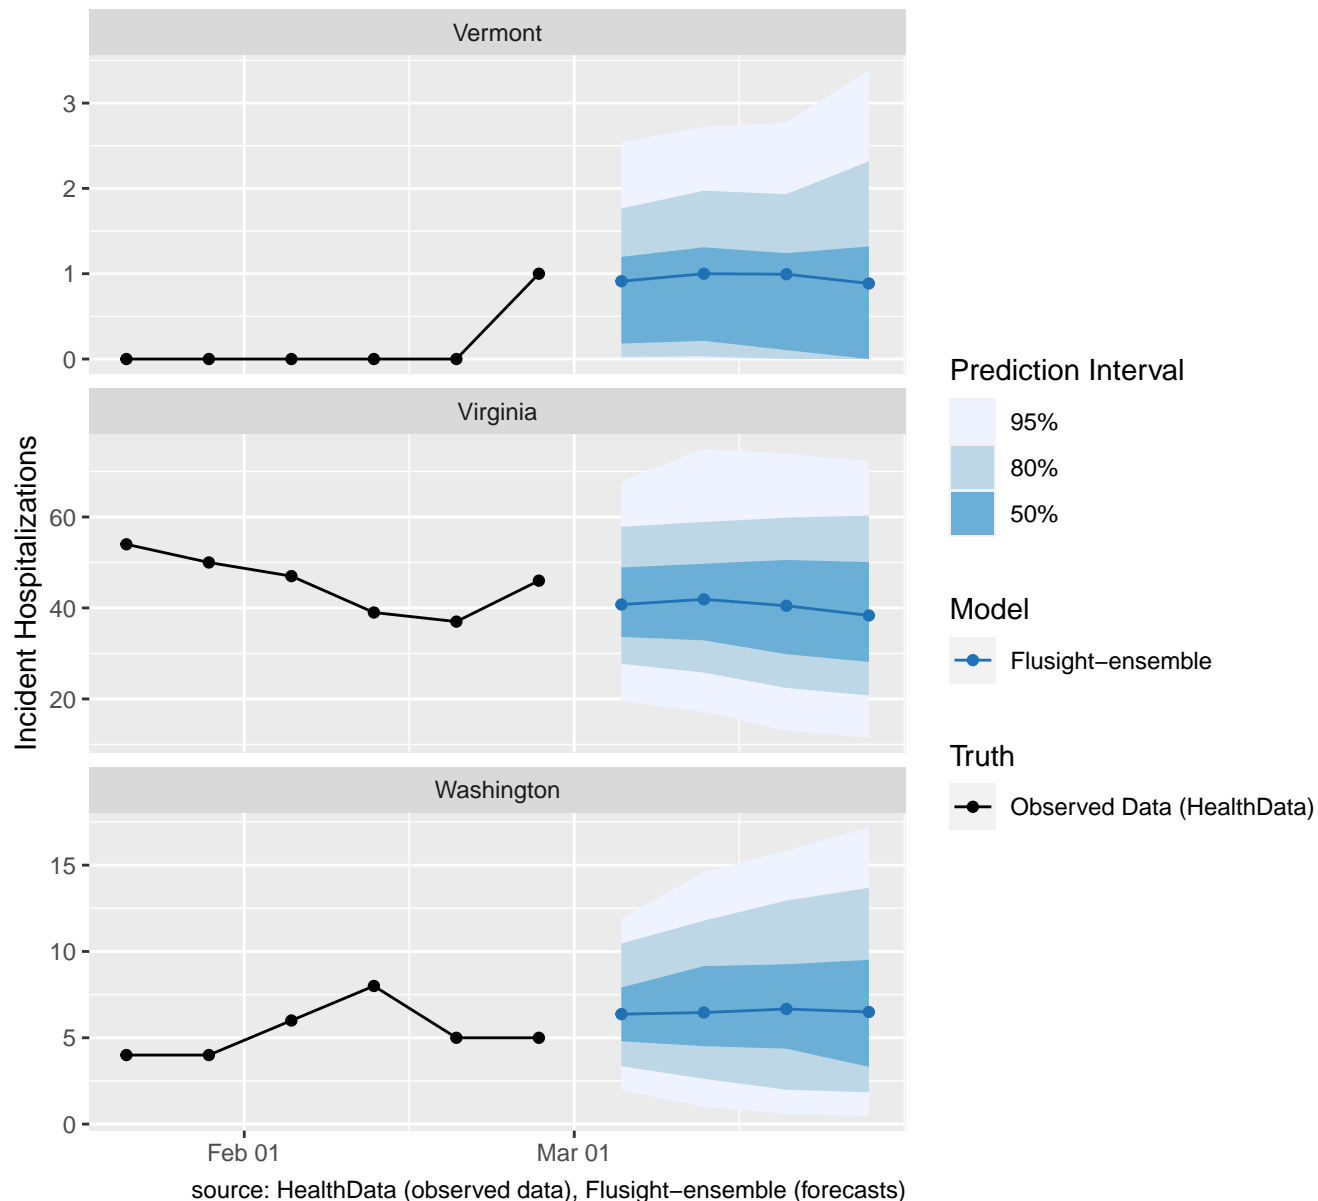 Vermont
3
2
1
0
Virginia
60
40
20
Washington
15
10
5
0
Feb 01
Mar 01
Incident Hospitalizations
source: HealthData (observed data), Flusight−ensemble (forecasts)
Prediction Interval
95%
80%
50%
Model
Flusight−ensemble
Truth
Observed Data (HealthData)